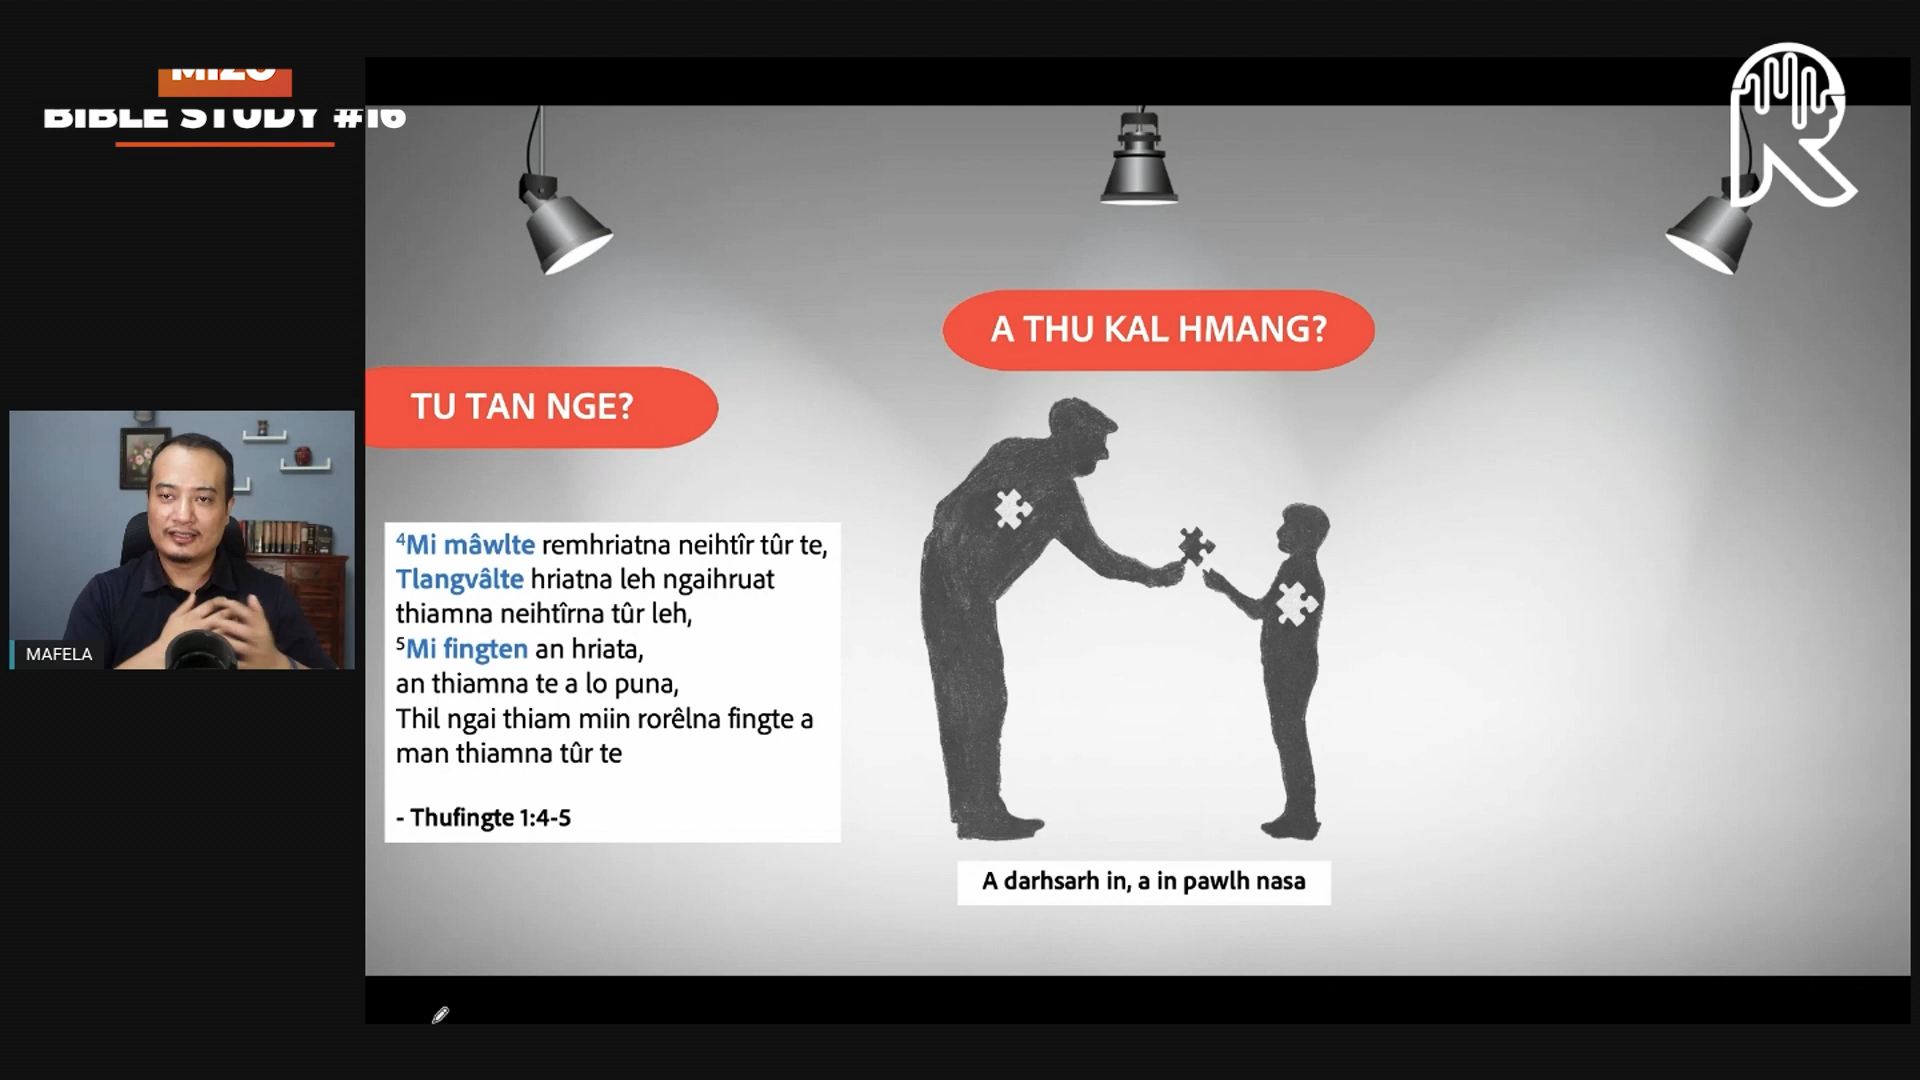 MIZO
BIBLE STUDY #16
A THU KAL HMANG?
TU TAN NGE?
⁴Mi mâwlte remhriatna neihtîr tûr te,
Tlangvâlte hriatna leh ngaihruat
thiamna neihtîrna tûr leh,
⁵Mi fingten an hriata,
an thiamna te a lo puna,
Thil ngai thiam miin rorêlna fingte a
man thiamna tûr te
- Thufingte 1:4-5
MAFELA
A darhsarh in, a in pawlh nasa